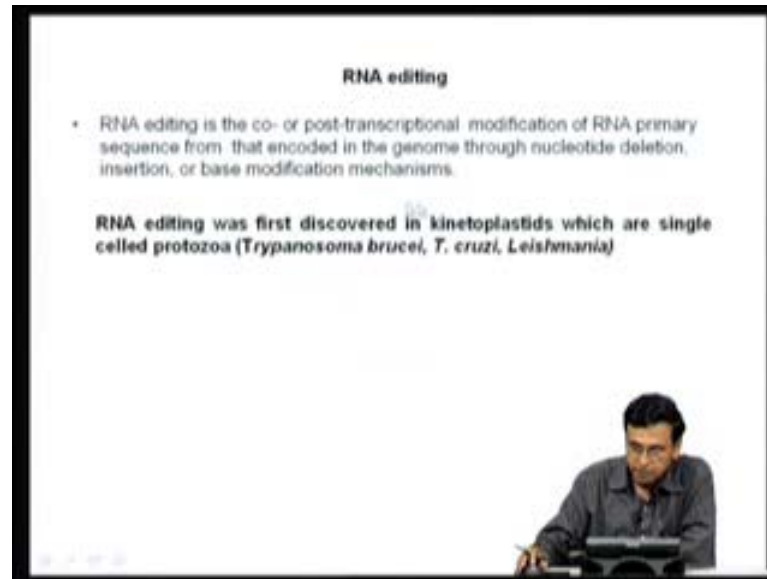 RNA editing
• RNA editing is the co- or post-transcriptional modification of RNA primary
sequence from that encoded in the genome through nucleotide deletion,
insertion, or base modification mechanisms.
RNA editing was first discovered in kinetoplastids which are single
celled protozoa (Trypanosoma brucei, T. cruzi, Leishmania)